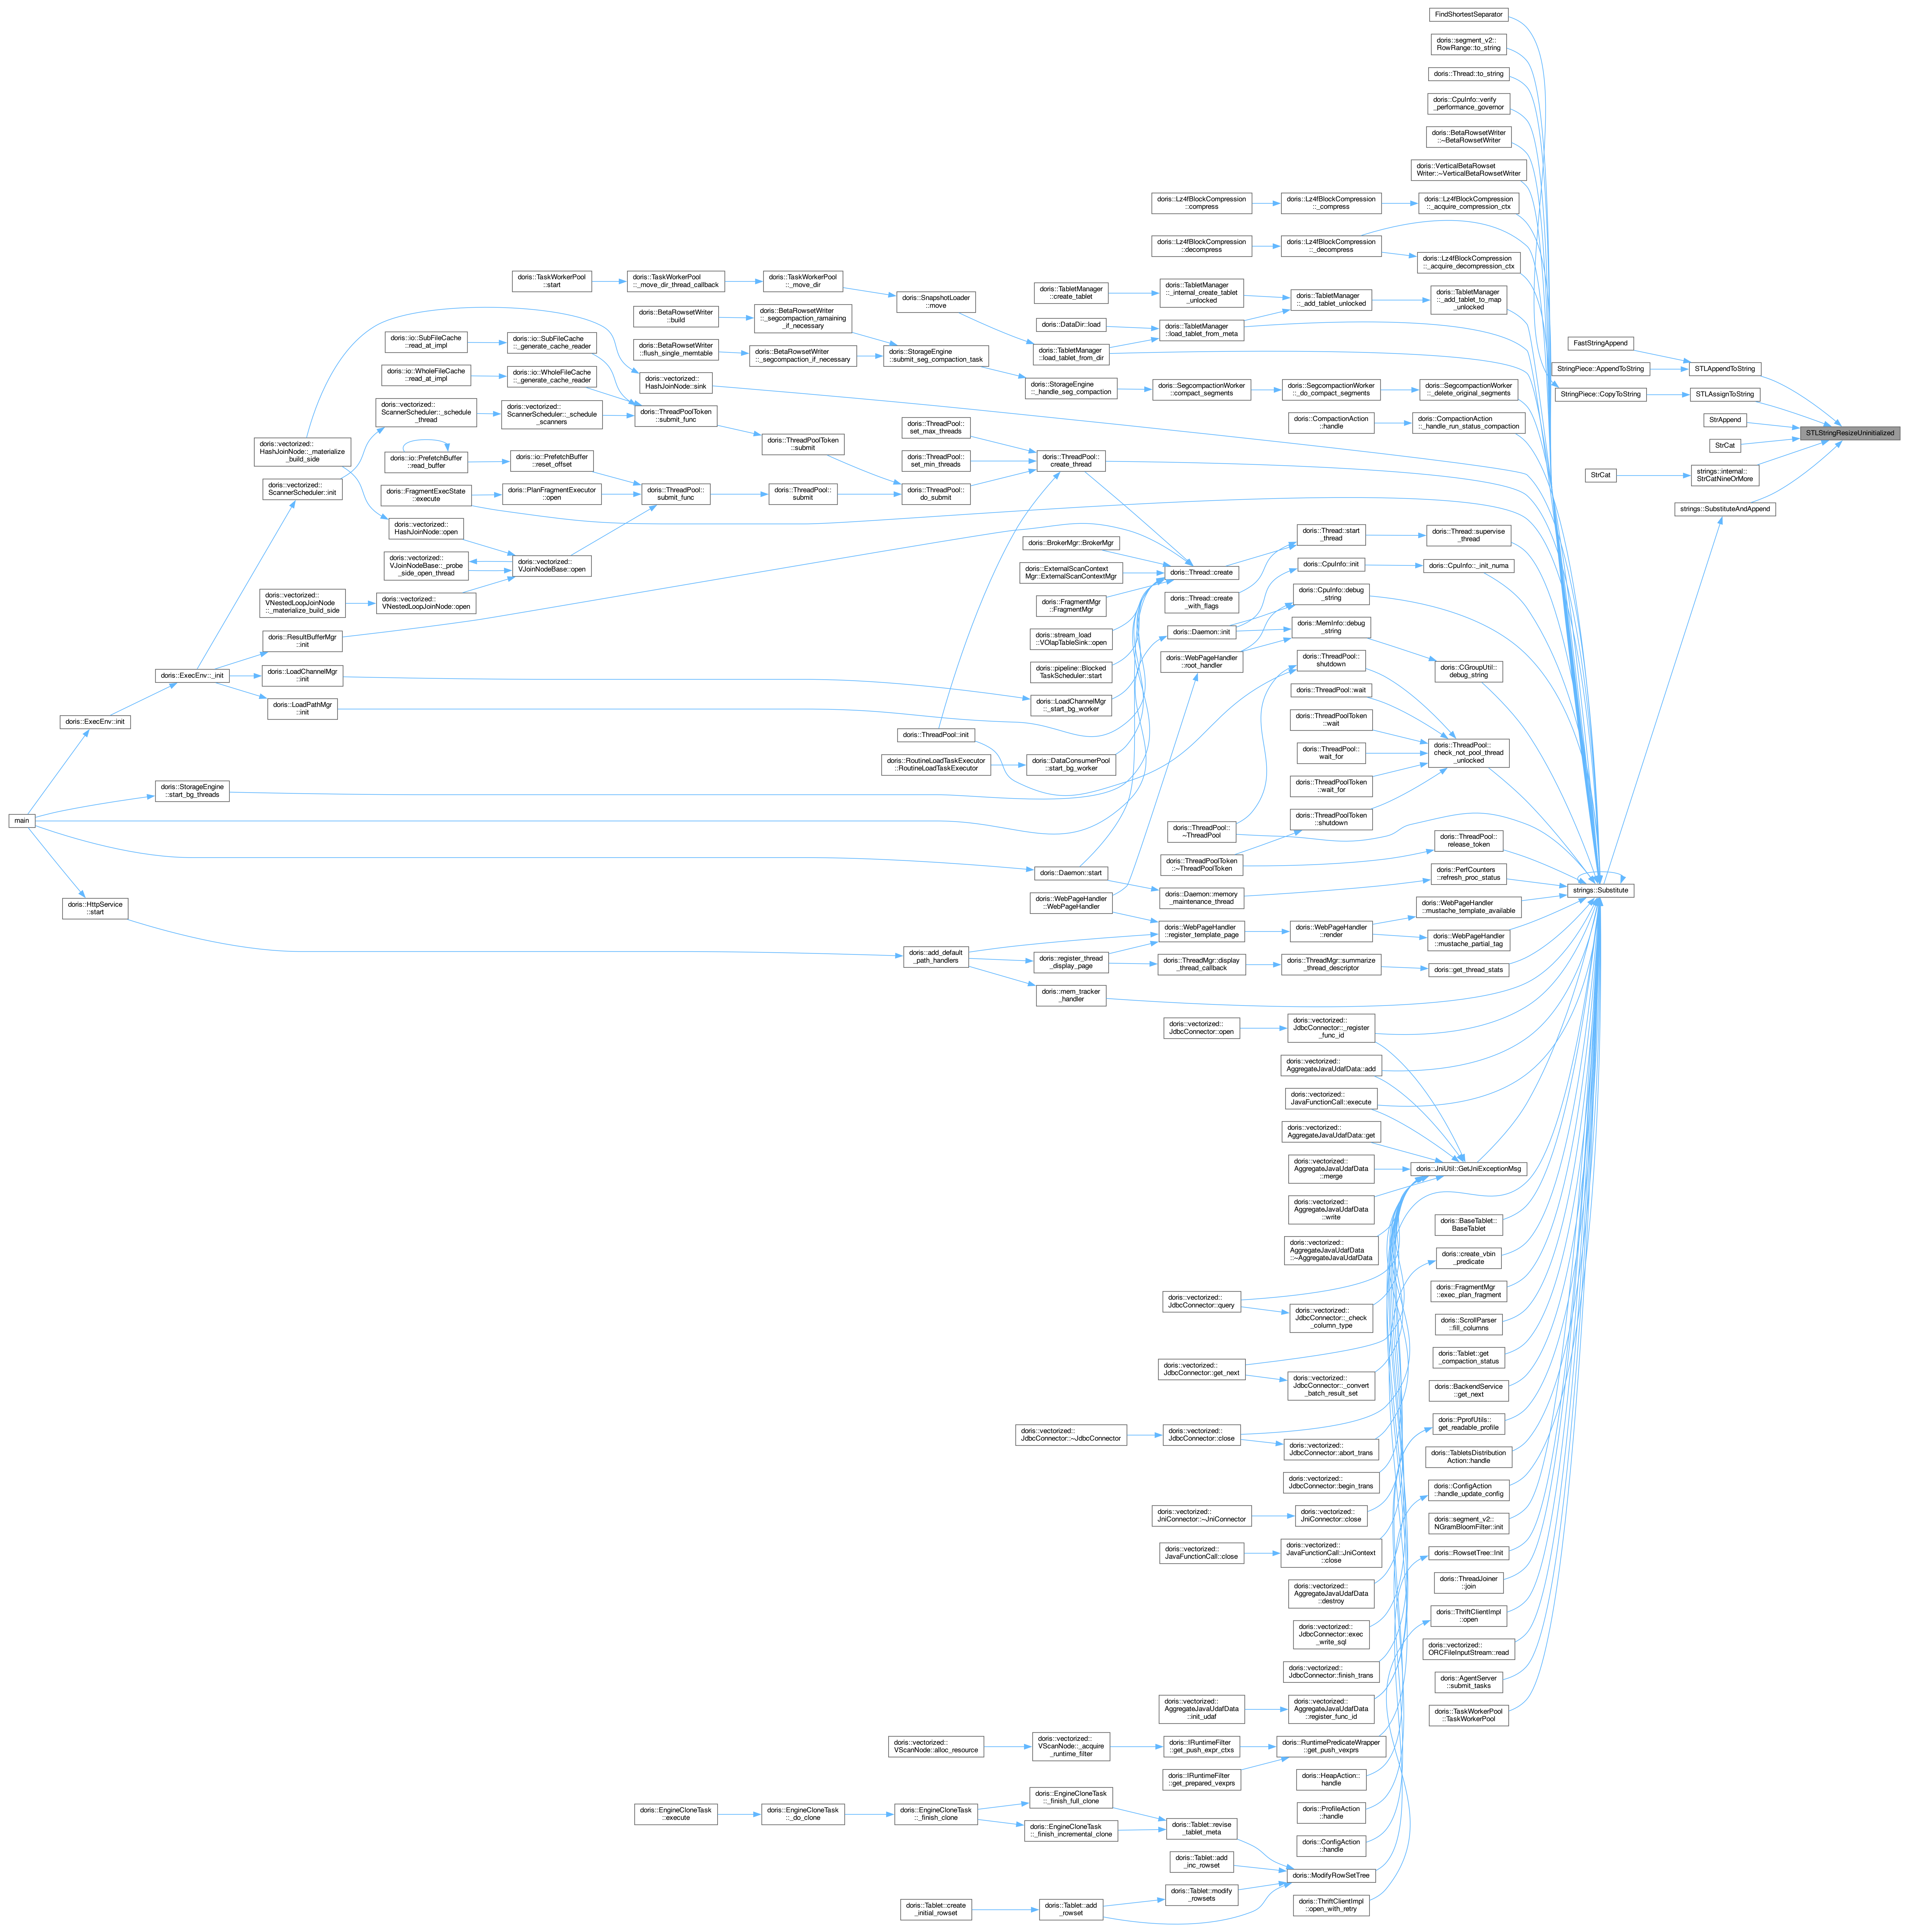 FindShortestSeparator
doris::segment_v2::
RowRange::to_string
doris::Thread::to_string
doris::CpuInfo::verify
_performance_governor
doris::BetaRowsetWriter
::~BetaRowsetWriter
doris::VerticalBetaRowset
Writer::~VerticalBetaRowsetWriter
doris::Lz4fBlockCompression
::compress
doris::Lz4fBlockCompression
::_compress
doris::Lz4fBlockCompression
::_acquire_compression_ctx
doris::Lz4fBlockCompression
::decompress
doris::Lz4fBlockCompression
::_decompress
doris::Lz4fBlockCompression
::_acquire_decompression_ctx
doris::TaskWorkerPool
::start
doris::TaskWorkerPool
::_move_dir_thread_callback
doris::TaskWorkerPool
::_move_dir
doris::SnapshotLoader
::move
doris::TabletManager
::create_tablet
doris::TabletManager
::_internal_create_tablet
_unlocked
doris::TabletManager
::_add_tablet_unlocked
doris::TabletManager
::_add_tablet_to_map
_unlocked
doris::BetaRowsetWriter
::build
doris::BetaRowsetWriter
::_segcompaction_ramaining
_if_necessary
doris::DataDir::load
doris::TabletManager
::load_tablet_from_meta
doris::io::SubFileCache
::read_at_impl
doris::io::SubFileCache
::_generate_cache_reader
doris::BetaRowsetWriter
::flush_single_memtable
doris::BetaRowsetWriter
::_segcompaction_if_necessary
doris::StorageEngine
::submit_seg_compaction_task
doris::TabletManager
::load_tablet_from_dir
FastStringAppend
StringPiece::AppendToString
STLAppendToString
doris::io::WholeFileCache
::read_at_impl
doris::io::WholeFileCache
::_generate_cache_reader
doris::vectorized::
HashJoinNode::sink
doris::StorageEngine
::_handle_seg_compaction
doris::SegcompactionWorker
::compact_segments
doris::SegcompactionWorker
::_do_compact_segments
doris::SegcompactionWorker
::_delete_original_segments
StringPiece::CopyToString
STLAssignToString
doris::vectorized::
ScannerScheduler::_schedule
_thread
doris::vectorized::
ScannerScheduler::_schedule
_scanners
doris::ThreadPoolToken
::submit_func
doris::CompactionAction
::handle
doris::CompactionAction
::_handle_run_status_compaction
StrAppend
STLStringResizeUninitialized
doris::vectorized::
HashJoinNode::_materialize
_build_side
doris::ThreadPoolToken
::submit
doris::ThreadPool::
set_max_threads
StrCat
doris::io::PrefetchBuffer
::read_buffer
doris::io::PrefetchBuffer
::reset_offset
doris::ThreadPool::
set_min_threads
doris::ThreadPool::
create_thread
StrCat
strings::internal::
StrCatNineOrMore
doris::vectorized::
ScannerScheduler::init
doris::FragmentExecState
::execute
doris::PlanFragmentExecutor
::open
doris::ThreadPool::
submit_func
doris::ThreadPool::
submit
doris::ThreadPool::
do_submit
strings::SubstituteAndAppend
doris::vectorized::
HashJoinNode::open
doris::BrokerMgr::BrokerMgr
doris::Thread::start
_thread
doris::Thread::supervise
_thread
doris::vectorized::
VJoinNodeBase::_probe
_side_open_thread
doris::vectorized::
VJoinNodeBase::open
doris::ExternalScanContext
Mgr::ExternalScanContextMgr
doris::Thread::create
doris::CpuInfo::init
doris::CpuInfo::_init_numa
doris::vectorized::
VNestedLoopJoinNode
::_materialize_build_side
doris::vectorized::
VNestedLoopJoinNode::open
doris::FragmentMgr
::FragmentMgr
doris::Thread::create
_with_flags
doris::CpuInfo::debug
_string
doris::ResultBufferMgr
::init
doris::stream_load
::VOlapTableSink::open
doris::Daemon::init
doris::MemInfo::debug
_string
doris::ExecEnv::_init
doris::LoadChannelMgr
::init
doris::pipeline::Blocked
TaskScheduler::start
doris::WebPageHandler
::root_handler
doris::ThreadPool::
shutdown
doris::CGroupUtil::
debug_string
doris::LoadPathMgr
::init
doris::LoadChannelMgr
::_start_bg_worker
doris::ThreadPool::wait
doris::ExecEnv::init
doris::ThreadPool::init
doris::ThreadPoolToken
::wait
doris::ThreadPool::
wait_for
doris::ThreadPool::
check_not_pool_thread
_unlocked
doris::RoutineLoadTaskExecutor
::RoutineLoadTaskExecutor
doris::DataConsumerPool
::start_bg_worker
doris::ThreadPoolToken
::wait_for
doris::StorageEngine
::start_bg_threads
doris::ThreadPoolToken
::shutdown
main
doris::ThreadPool::
~ThreadPool
doris::ThreadPool::
release_token
doris::ThreadPoolToken
::~ThreadPoolToken
doris::Daemon::start
doris::PerfCounters
::refresh_proc_status
strings::Substitute
doris::HttpService
::start
doris::WebPageHandler
::WebPageHandler
doris::Daemon::memory
_maintenance_thread
doris::WebPageHandler
::mustache_template_available
doris::WebPageHandler
::register_template_page
doris::WebPageHandler
::render
doris::WebPageHandler
::mustache_partial_tag
doris::add_default
_path_handlers
doris::register_thread
_display_page
doris::ThreadMgr::display
_thread_callback
doris::ThreadMgr::summarize
_thread_descriptor
doris::get_thread_stats
doris::mem_tracker
_handler
doris::vectorized::
JdbcConnector::open
doris::vectorized::
JdbcConnector::_register
_func_id
doris::vectorized::
AggregateJavaUdafData::add
doris::vectorized::
JavaFunctionCall::execute
doris::vectorized::
AggregateJavaUdafData::get
doris::vectorized::
AggregateJavaUdafData
::merge
doris::JniUtil::GetJniExceptionMsg
doris::vectorized::
AggregateJavaUdafData
::write
doris::BaseTablet::
BaseTablet
doris::vectorized::
AggregateJavaUdafData
::~AggregateJavaUdafData
doris::create_vbin
_predicate
doris::vectorized::
JdbcConnector::query
doris::vectorized::
JdbcConnector::_check
_column_type
doris::FragmentMgr
::exec_plan_fragment
doris::ScrollParser
::fill_columns
doris::vectorized::
JdbcConnector::get_next
doris::vectorized::
JdbcConnector::_convert
_batch_result_set
doris::Tablet::get
_compaction_status
doris::BackendService
::get_next
doris::vectorized::
JdbcConnector::~JdbcConnector
doris::vectorized::
JdbcConnector::close
doris::vectorized::
JdbcConnector::abort_trans
doris::PprofUtils::
get_readable_profile
doris::TabletsDistribution
Action::handle
doris::vectorized::
JdbcConnector::begin_trans
doris::ConfigAction
::handle_update_config
doris::vectorized::
JniConnector::~JniConnector
doris::vectorized::
JniConnector::close
doris::segment_v2::
NGramBloomFilter::init
doris::vectorized::
JavaFunctionCall::close
doris::vectorized::
JavaFunctionCall::JniContext
::close
doris::RowsetTree::Init
doris::vectorized::
AggregateJavaUdafData
::destroy
doris::ThreadJoiner
::join
doris::vectorized::
JdbcConnector::exec
_write_sql
doris::ThriftClientImpl
::open
doris::vectorized::
JdbcConnector::finish_trans
doris::vectorized::
ORCFileInputStream::read
doris::AgentServer
::submit_tasks
doris::vectorized::
AggregateJavaUdafData
::init_udaf
doris::vectorized::
AggregateJavaUdafData
::register_func_id
doris::TaskWorkerPool
::TaskWorkerPool
doris::vectorized::
VScanNode::alloc_resource
doris::vectorized::
VScanNode::_acquire
_runtime_filter
doris::IRuntimeFilter
::get_push_expr_ctxs
doris::RuntimePredicateWrapper
::get_push_vexprs
doris::IRuntimeFilter
::get_prepared_vexprs
doris::HeapAction::
handle
doris::EngineCloneTask
::execute
doris::EngineCloneTask
::_do_clone
doris::EngineCloneTask
::_finish_clone
doris::EngineCloneTask
::_finish_full_clone
doris::ProfileAction
::handle
doris::EngineCloneTask
::_finish_incremental_clone
doris::Tablet::revise
_tablet_meta
doris::ConfigAction
::handle
doris::Tablet::add
_inc_rowset
doris::ModifyRowSetTree
doris::Tablet::modify
_rowsets
doris::Tablet::create
_initial_rowset
doris::Tablet::add
_rowset
doris::ThriftClientImpl
::open_with_retry